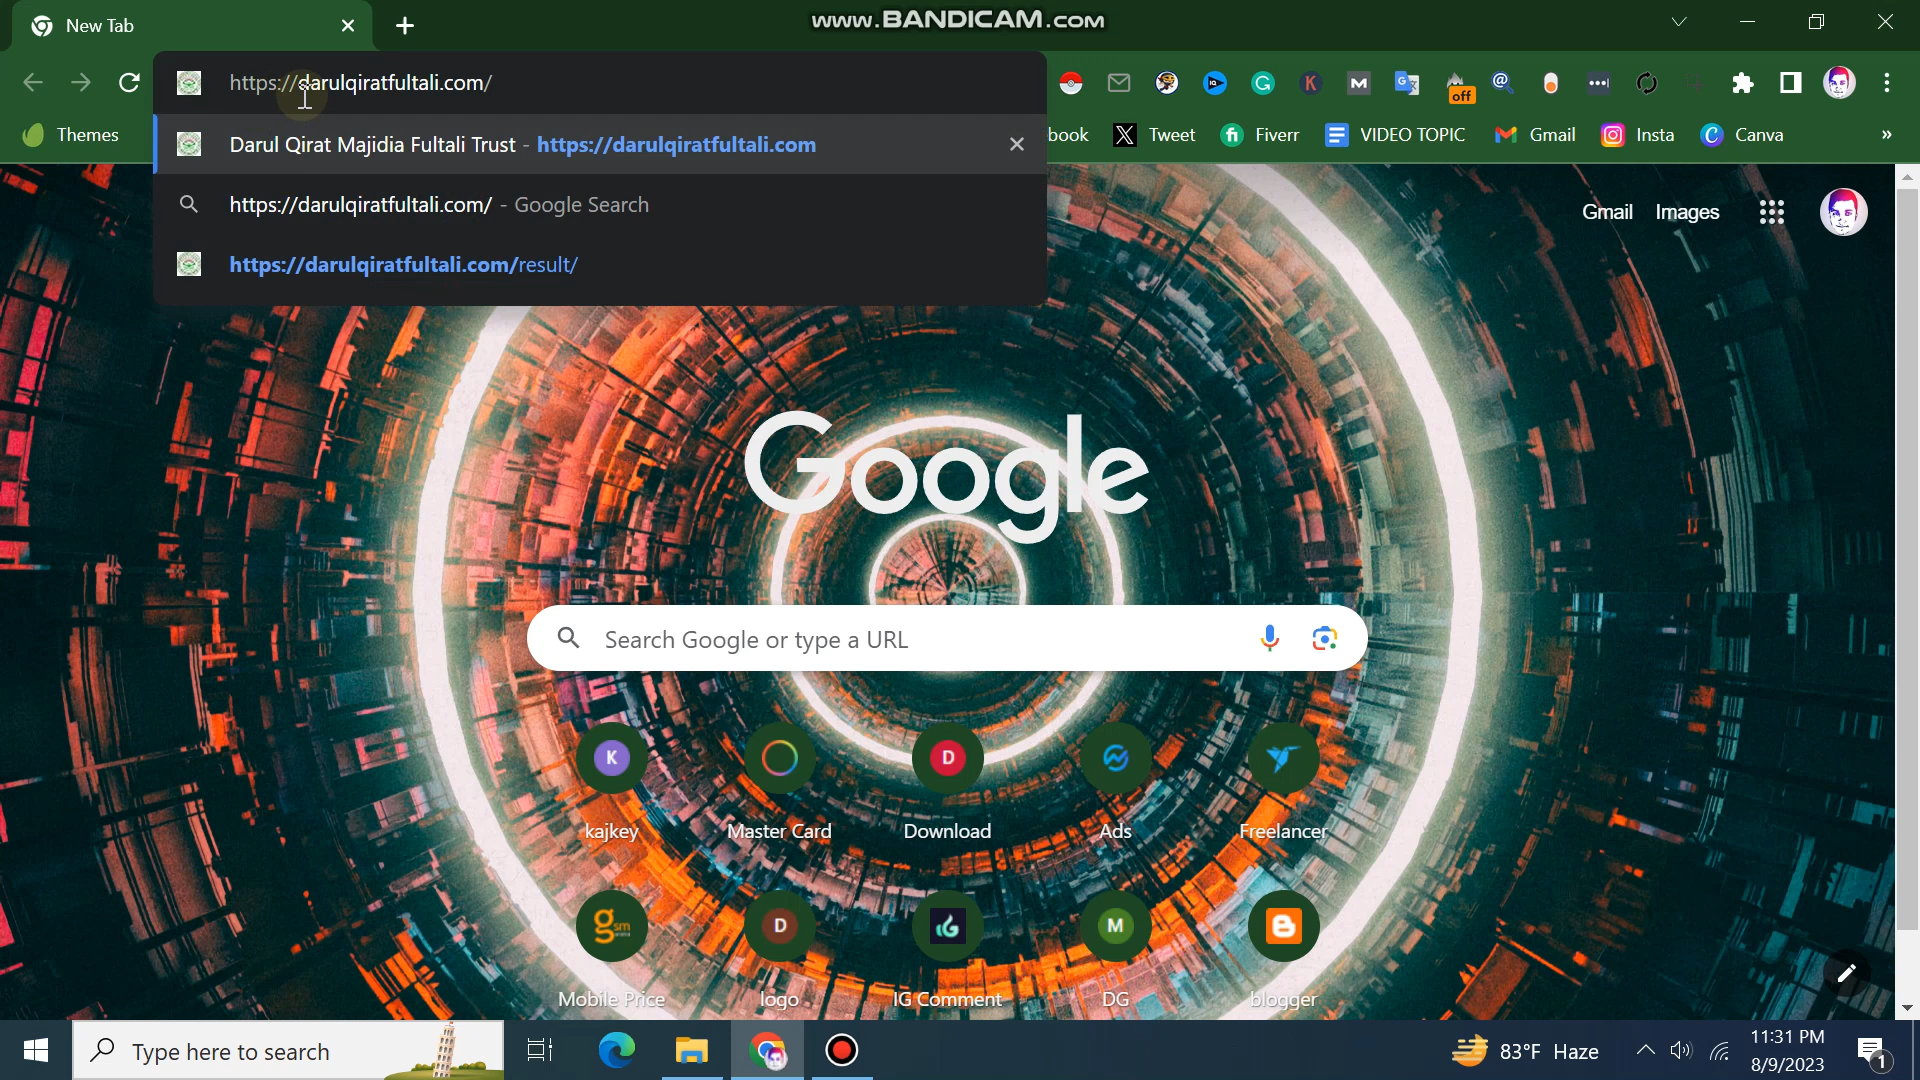 New Tab
www.BANDICAM.com
https://darulqiratfultali.com/
off
Themes
Darul Qirat Majidia Fultali Trust - https://darulqiratfultali.com
book
Tweet
Fiverr
VIDEO TOPIC
Gmail
Insta
Canva
»
https://darulqiratfultali.com/ - Google Search
https://darulqiratfultali.com/result/
Gmail
Images
Google
Search Google or type a URL
K
D
kajkey
Master Card
Download
Ads
Freelancer
gsm
D
M
Mobile Price
logo
IG Comment
DG
blogger
Type here to search
83°F Haze
11:31 PM
8/9/2023
1